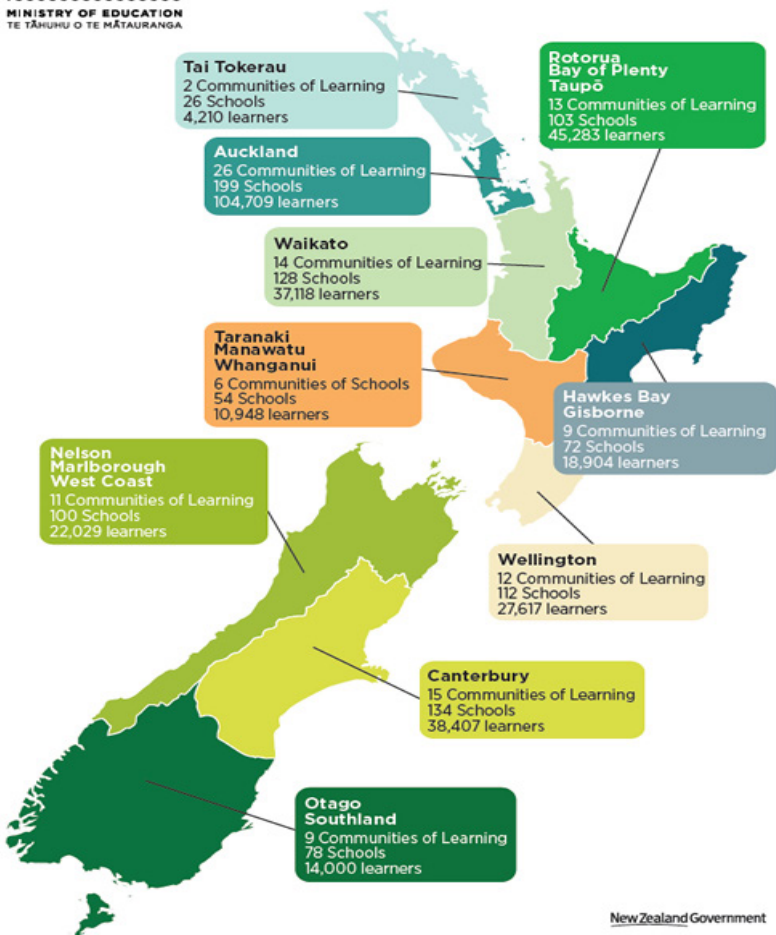 MINISTRY OF EDUCATION
TE TĀHUHU O TE MĀTAURANGA
Tai Tokerau
2 Communities of Learning
26 Schools
4,210 learners
Rotorua
Bay of Plenty
Taupō
13 Communities of Learning
103 Schools
45,283 learners
Auckland
26 Communities of Learning
199 Schools
104,709 learners
Waikato
14 Communities of Learning
128 Schools
37,118 learners
Taranaki
Manawatu
Whanganui
6 Communities of Schools
54 Schools
10,948 learners
Hawkes Bay
Gisborne
9 Communities of Learning
72 Schools
18,904 learners
Nelson
Marlborough
West Coast
11 Communities of Learning
100 Schools
22,029 learners
Wellington
12 Communities of Learning
112 Schools
27,617 learners
Canterbury
15 Communities of Learning
134 Schools
38,407 learners
Otago
Southland
9 Communities of Learning
78 Schools
14,000 learners
New Zealand Government